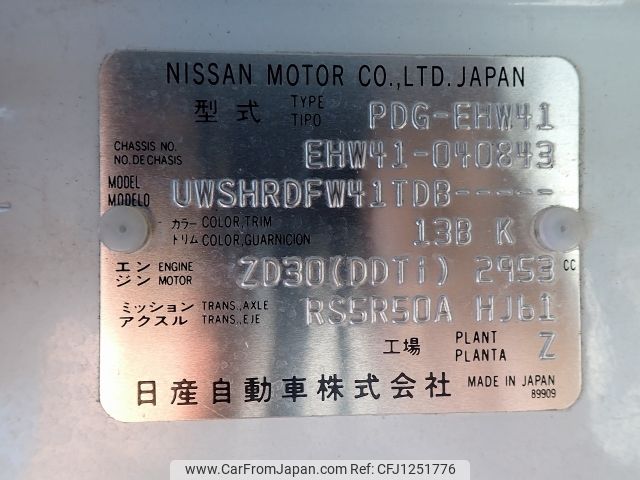 NISSAN MOTOR CO.,LTD. JAPAN
型式 TYPE TIPO PDG-EHW41
CHASSIS NO. NO. DE CHASIS EHW41-040843
MODEL MODELO UWSHRDFW41TDB-----
カラー トリム COLOR,TRIM COLOR,GUARNICION 13B K
エンジン ENGINE MOTOR ZD30(DDTi) 2953 CC
ミッション アクスル TRANS.,AXLE TRANS.,EJE RS5R50A HJ61
工場 PLANT PLANTA Z
日産自動車株式会社 MADE IN JAPAN
89909
www.CarFromJapan.com | CFJ1251776